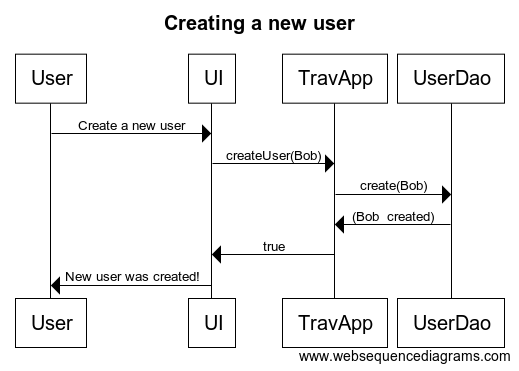 Creating a new user
User UI TravApp UserDao
Create a new user
createUser(Bob)
create(Bob)
(Bob created)
true
New user was created!
User UI TravApp UserDao
www.websequencediagrams.com